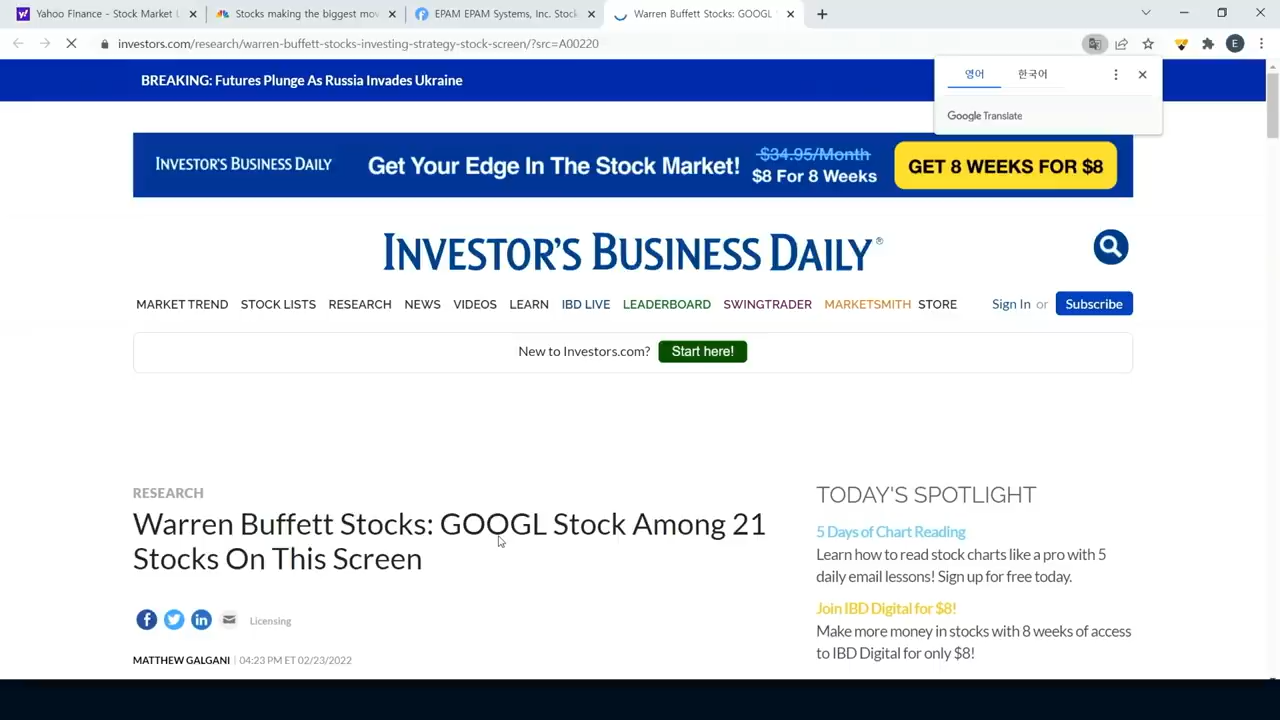 Yahoo Finance - Stock Market L
Stocks making the biggest mov
EPAM EPAM Systems, Inc. Stock
Warren Buffett Stocks: GOOGL
investors.com/research/warren-buffett-stocks-investing-strategy-stock-screen/?src=A00220
E
BREAKING: Futures Plunge As Russia Invades Ukraine
영어 한국어
Google Translate
INVESTOR'S BUSINESS DAILY
Get Your Edge In The Stock Market!
$34.95/Month
$8 For 8 Weeks
GET 8 WEEKS FOR $8
INVESTOR'S BUSINESS DAILY®
MARKET TREND STOCK LISTS RESEARCH NEWS VIDEOS LEARN IBD LIVE LEADERBOARD SWINGTRADER MARKETSMITH STORE Sign In or Subscribe
New to Investors.com? Start here!
RESEARCH
Warren Buffett Stocks: GOOGL Stock Among 21
Stocks On This Screen
Licensing
MATTHEW GALGANI | 04:23 PM ET 02/23/2022
TODAY'S SPOTLIGHT
5 Days of Chart Reading
Learn how to read stock charts like a pro with 5
daily email lessons! Sign up for free today.
Join IBD Digital for $8!
Make more money in stocks with 8 weeks of access
to IBD Digital for only $8!